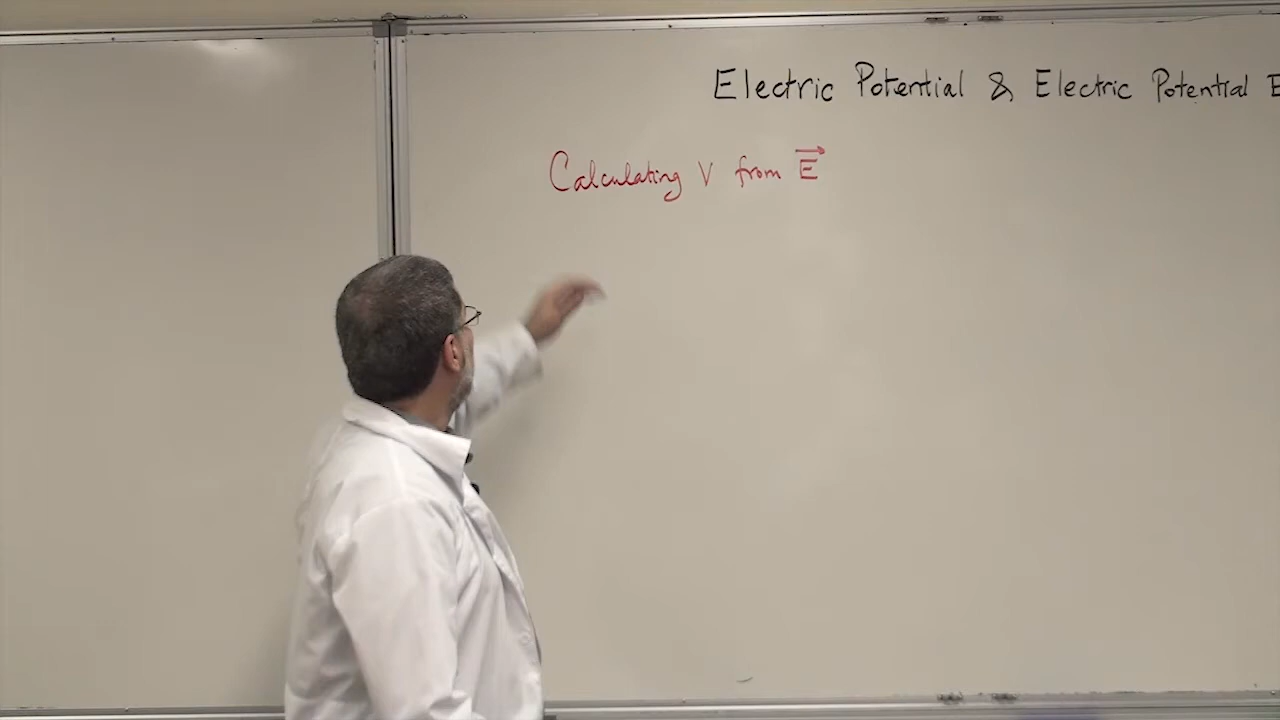 Electric Potential & Electric Potential E
Calculating V from E⃗